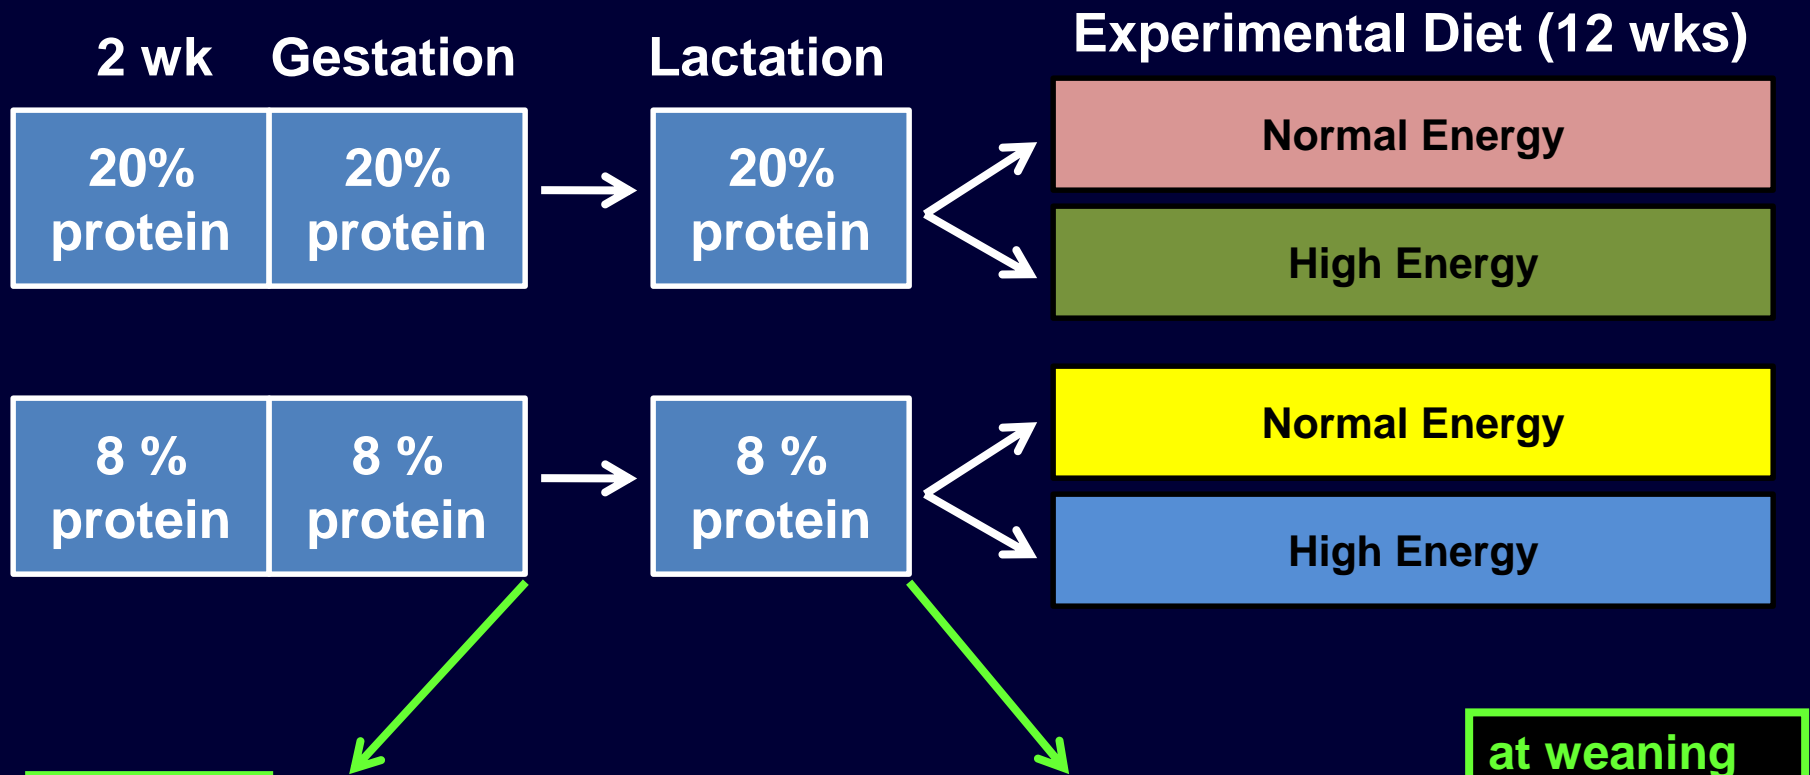 2 wk Gestation Lactation Experimental Diet (12 wks)
20%
protein
20%
protein
20%
protein
Normal Energy
High Energy
8 %
protein
8 %
protein
8 %
protein
Normal Energy
High Energy
at weaning